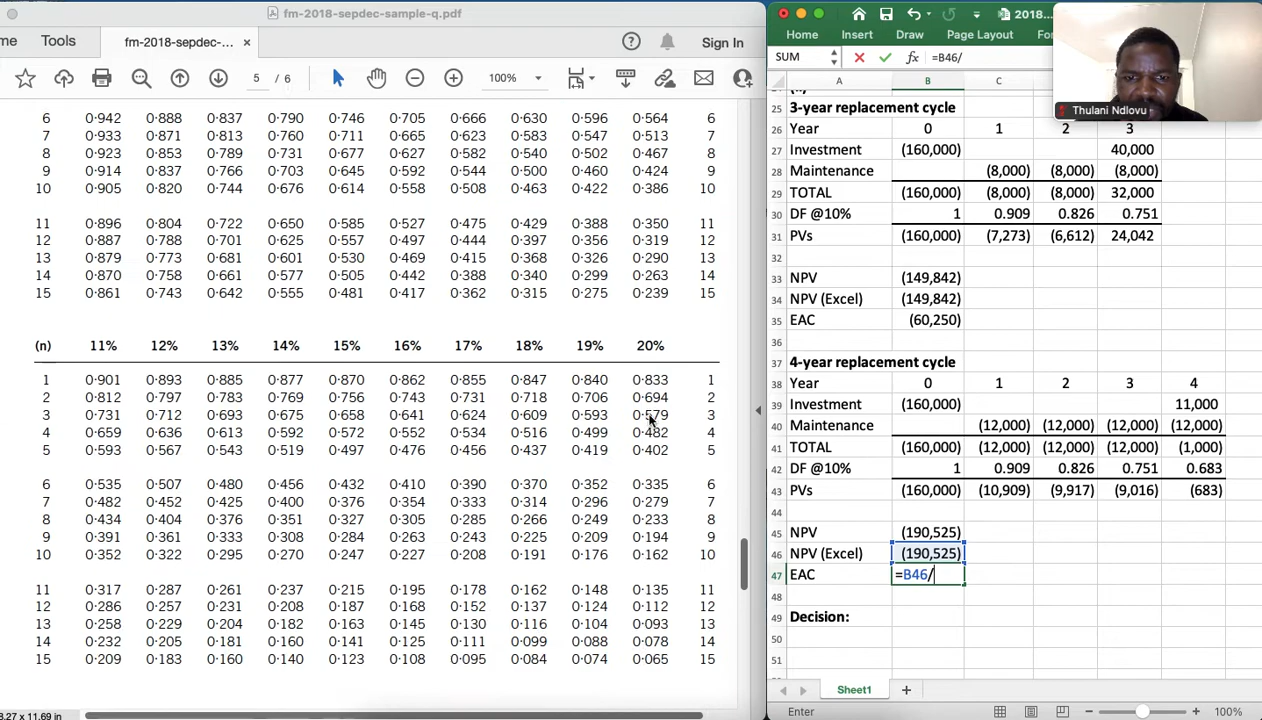 fm-2018-sepdec-sample-q.pdf
me Tools fm-2018-sepdec-... × Sign In
5 / 6 100%
6 0·942 0·888 0·837 0·790 0·746 0·705 0·666 0·630 0·596 0·564 6
7 0·933 0·871 0·813 0·760 0·711 0·665 0·623 0·583 0·547 0·513 7
8 0·923 0·853 0·789 0·731 0·677 0·627 0·582 0·540 0·502 0·467 8
9 0·914 0·837 0·766 0·703 0·645 0·592 0·544 0·500 0·460 0·424 9
10 0·905 0·820 0·744 0·676 0·614 0·558 0·508 0·463 0·422 0·386 10
11 0·896 0·804 0·722 0·650 0·585 0·527 0·475 0·429 0·388 0·350 11
12 0·887 0·788 0·701 0·625 0·557 0·497 0·444 0·397 0·356 0·319 12
13 0·879 0·773 0·681 0·601 0·530 0·469 0·415 0·368 0·326 0·290 13
14 0·870 0·758 0·661 0·577 0·505 0·442 0·388 0·340 0·299 0·263 14
15 0·861 0·743 0·642 0·555 0·481 0·417 0·362 0·315 0·275 0·239 15
(n) 11% 12% 13% 14% 15% 16% 17% 18% 19% 20%
1 0·901 0·893 0·885 0·877 0·870 0·862 0·855 0·847 0·840 0·833 1
2 0·812 0·797 0·783 0·769 0·756 0·743 0·731 0·718 0·706 0·694 2
3 0·731 0·712 0·693 0·675 0·658 0·641 0·624 0·609 0·593 0·579 3
4 0·659 0·636 0·613 0·592 0·572 0·552 0·534 0·516 0·499 0·482 4
5 0·593 0·567 0·543 0·519 0·497 0·476 0·456 0·437 0·419 0·402 5
6 0·535 0·507 0·480 0·456 0·432 0·410 0·390 0·370 0·352 0·335 6
7 0·482 0·452 0·425 0·400 0·376 0·354 0·333 0·314 0·296 0·279 7
8 0·434 0·404 0·376 0·351 0·327 0·305 0·285 0·266 0·249 0·233 8
9 0·391 0·361 0·333 0·308 0·284 0·263 0·243 0·225 0·209 0·194 9
10 0·352 0·322 0·295 0·270 0·247 0·227 0·208 0·191 0·176 0·162 10
11 0·317 0·287 0·261 0·237 0·215 0·195 0·178 0·162 0·148 0·135 11
12 0·286 0·257 0·231 0·208 0·187 0·168 0·152 0·137 0·124 0·112 12
13 0·258 0·229 0·204 0·182 0·163 0·145 0·130 0·116 0·104 0·093 13
14 0·232 0·205 0·181 0·160 0·141 0·125 0·111 0·099 0·088 0·078 14
15 0·209 0·183 0·160 0·140 0·123 0·108 0·095 0·084 0·074 0·065 15
8.27 x 11.69 in
2018...
Home Insert Draw Page Layout
SUM fx =B46/
A B C
Thulani Ndlovu
25 3-year replacement cycle
26 Year 0 1 2 3
27 Investment (160,000) 40,000
28 Maintenance (8,000) (8,000) (8,000)
29 TOTAL (160,000) (8,000) (8,000) 32,000
30 DF @10% 1 0.909 0.826 0.751
31 PVs (160,000) (7,273) (6,612) 24,042
32
33 NPV (149,842)
34 NPV (Excel) (149,842)
35 EAC (60,250)
36
37 4-year replacement cycle
38 Year 0 1 2 3 4
39 Investment (160,000) 11,000
40 Maintenance (12,000) (12,000) (12,000) (12,000)
41 TOTAL (160,000) (12,000) (12,000) (12,000) (1,000)
42 DF @10% 1 0.909 0.826 0.751 0.683
43 PVs (160,000) (10,909) (9,917) (9,016) (683)
44
45 NPV (190,525)
46 NPV (Excel) (190,525)
47 EAC =B46/
48
49 Decision:
50
51
Sheet1
Enter 100%